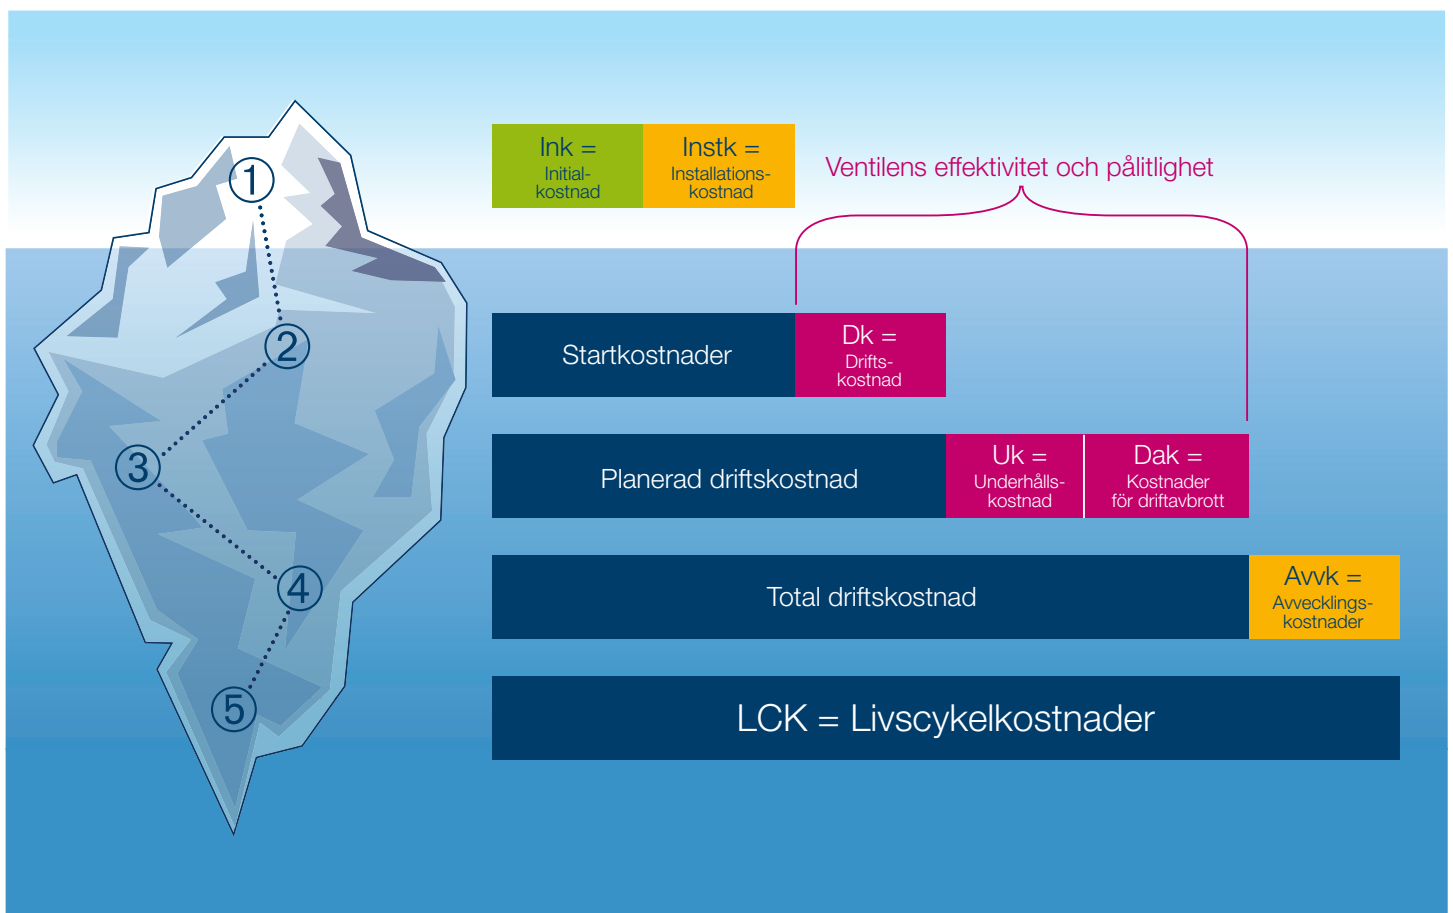 ①
Ink =
Initial-
kostnad
Instk =
Installations-
kostnad
Ventilens effektivitet och pålitlighet
②
Startkostnader
Dk =
Drifts-
kostnad
③
Planerad driftskostnad
Uk =
Underhålls-
kostnad
Dak =
Kostnader
för driftavbrott
④
Total driftskostnad
Avvk =
Avvecklings-
kostnader
⑤
LCK = Livscykelkostnader